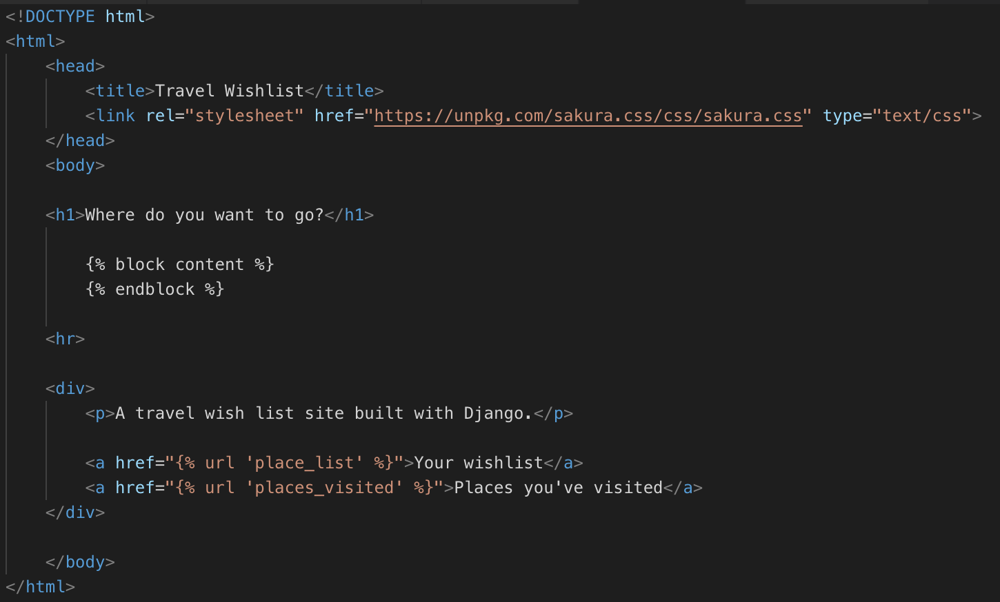 <!DOCTYPE html>
<html>
    <head>
        <title>Travel Wishlist</title>
        <link rel="stylesheet" href="https://unpkg.com/sakura.css/css/sakura.css" type="text/css">
    </head>
    <body>

    <h1>Where do you want to go?</h1>

        {% block content %}
        {% endblock %}

    <hr>

    <div>
        <p>A travel wish list site built with Django.</p>

        <a href="{% url 'place_list' %}">Your wishlist</a>
        <a href="{% url 'places_visited' %}">Places you've visited</a>
    </div>

    </body>
</html>